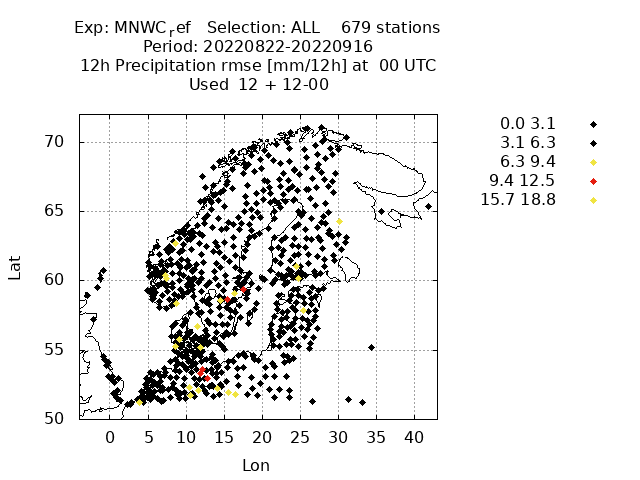 Exp: MNWC_ref   Selection: ALL    679 stations
Period: 20220822-20220916
12h Precipitation rmse [mm/12h] at  00 UTC
Used  12 + 12-00
0.0 3.1
3.1 6.3
6.3 9.4
9.4 12.5
15.7 18.8
70
65
60
55
50
Lat
0 5 10 15 20 25 30 35 40
Lon